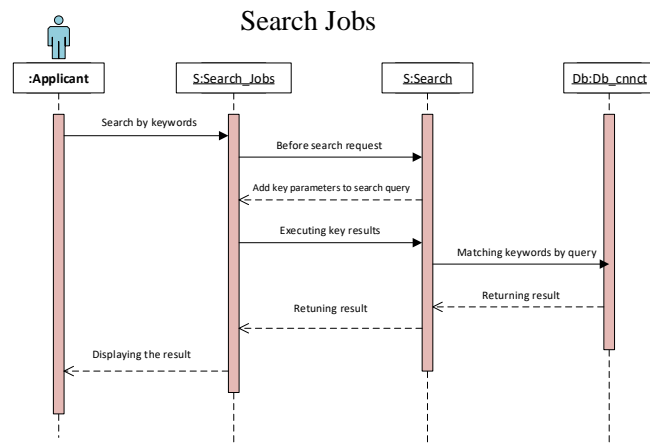 Search Jobs
:Applicant
S:Search_Jobs
S:Search
Db:Db_cnnct
Search by keywords
Before search request
Add key parameters to search query
Executing key results
Matching keywords by query
Returning result
Retuning result
Displaying the result